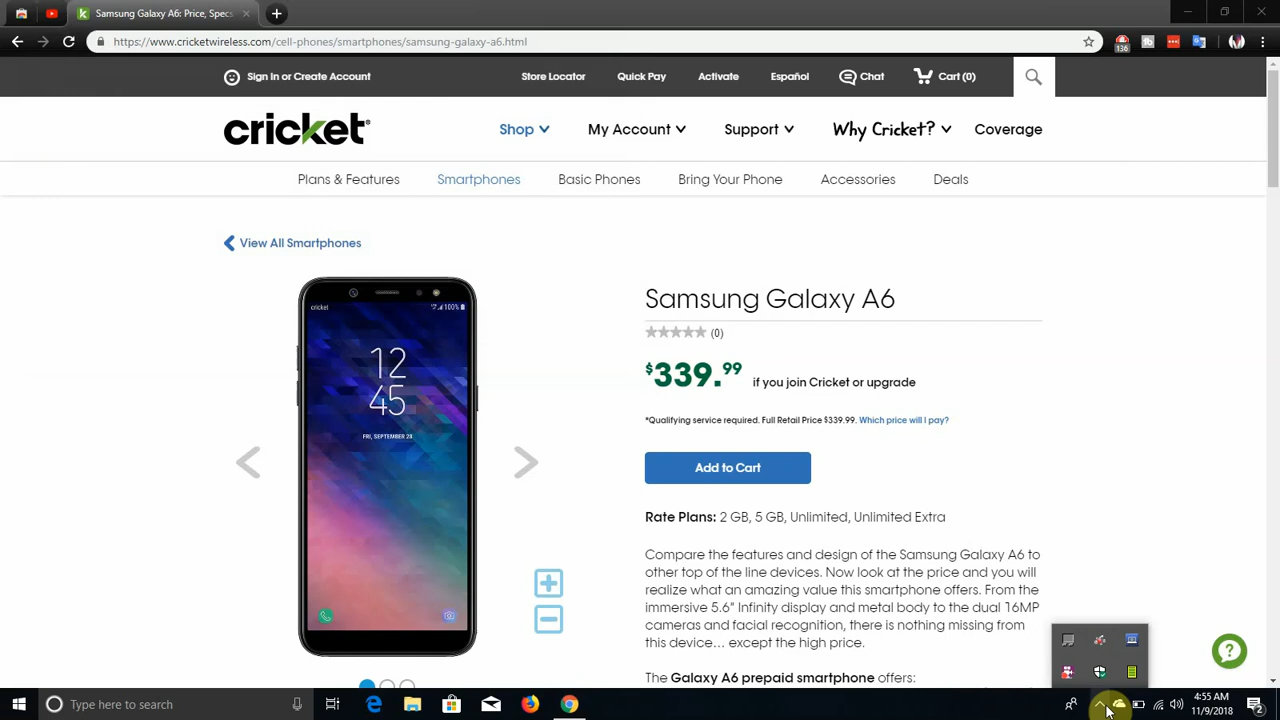 Samsung Galaxy A6: Price, Specs
https://www.cricketwireless.com/cell-phones/smartphones/samsung-galaxy-a6.html
136
Sign In or Create Account
Store Locator
Quick Pay
Activate
Español
Chat
Cart (0)
cricket
Shop
My Account
Support
Why Cricket?
Coverage
Plans & Features
Smartphones
Basic Phones
Bring Your Phone
Accessories
Deals
View All Smartphones
cricket
100%
12
45
FRI, SEPTEMBER 28
Samsung Galaxy A6
(0)
$339.99 if you join Cricket or upgrade
*Qualifying service required. Full Retail Price $339.99. Which price will I pay?
Add to Cart
Rate Plans: 2 GB, 5 GB, Unlimited, Unlimited Extra
Compare the features and design of the Samsung Galaxy A6 to
other top of the line devices. Now look at the price and you will
realize what an amazing value this smartphone offers. From the
immersive 5.6" Infinity display and metal body to the dual 16MP
cameras and facial recognition, there is nothing missing from
this device... except the high price.
The Galaxy A6 prepaid smartphone offers:
Type here to search
4:55 AM
11/9/2018
2